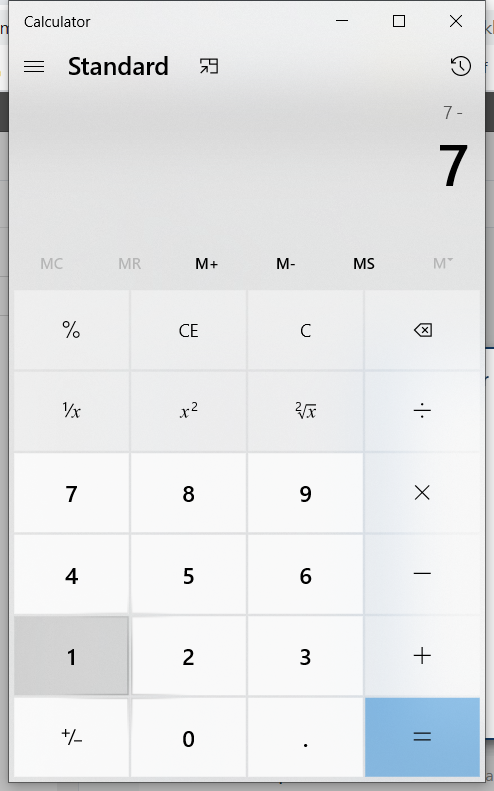 Calculator
Standard
7 -
7
MC MR M+ M- MS M˅
% CE C
¹/x x² ²√x ÷
7 8 9 ×
4 5 6 −
1 2 3 +
+/− 0 . =